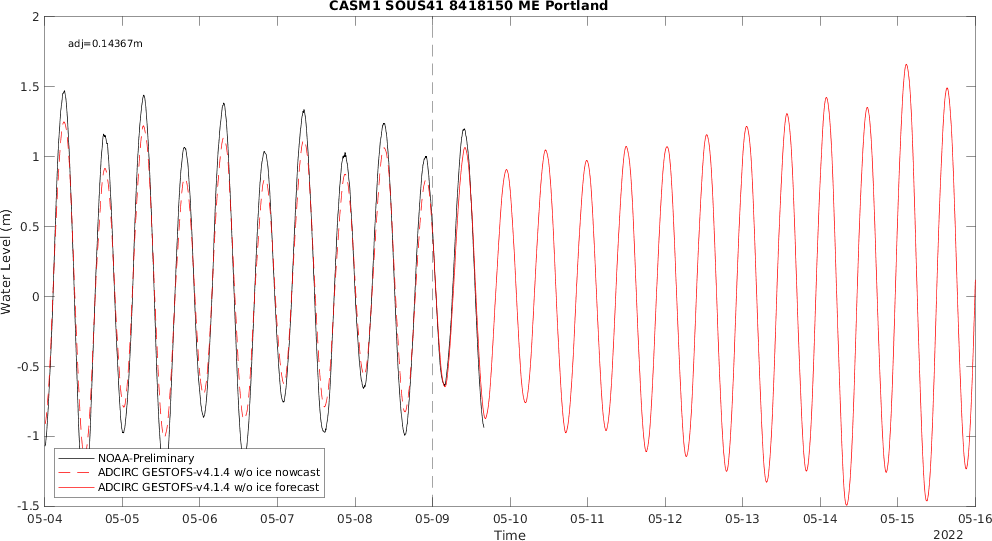 CASM1 SOUS41 8418150 ME Portland
adj=0.14367m
2
1.5
1
0.5
0
-0.5
-1
-1.5
Water Level (m)
NOAA-Preliminary
ADCIRC GESTOFS-v4.1.4 w/o ice nowcast
ADCIRC GESTOFS-v4.1.4 w/o ice forecast
05-04 05-05 05-06 05-07 05-08 05-09 05-10 05-11 05-12 05-13 05-14 05-15 05-16
Time
2022